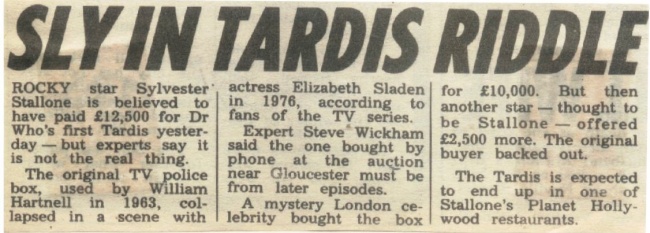 SLY IN TARDIS RIDDLE
ROCKY star Sylvester
Stallone is believed to
have paid £12,500 for Dr
Who's first Tardis yester-
day — but experts say it
is not the real thing.
The original TV police
box, used by William
Hartnell in 1963, col-
lapsed in a scene with
actress Elizabeth Sladen
in 1976, according to
fans of the TV series.
Expert Steve Wickham
said the one bought by
phone at the auction
near Gloucester must be
from later episodes.
A mystery London ce-
lebrity bought the box
for £10,000. But then
another star — thought to
be Stallone — offered
£2,500 more. The original
buyer backed out.
The Tardis is expected
to end up in one of
Stallone's Planet Holly-
wood restaurants.